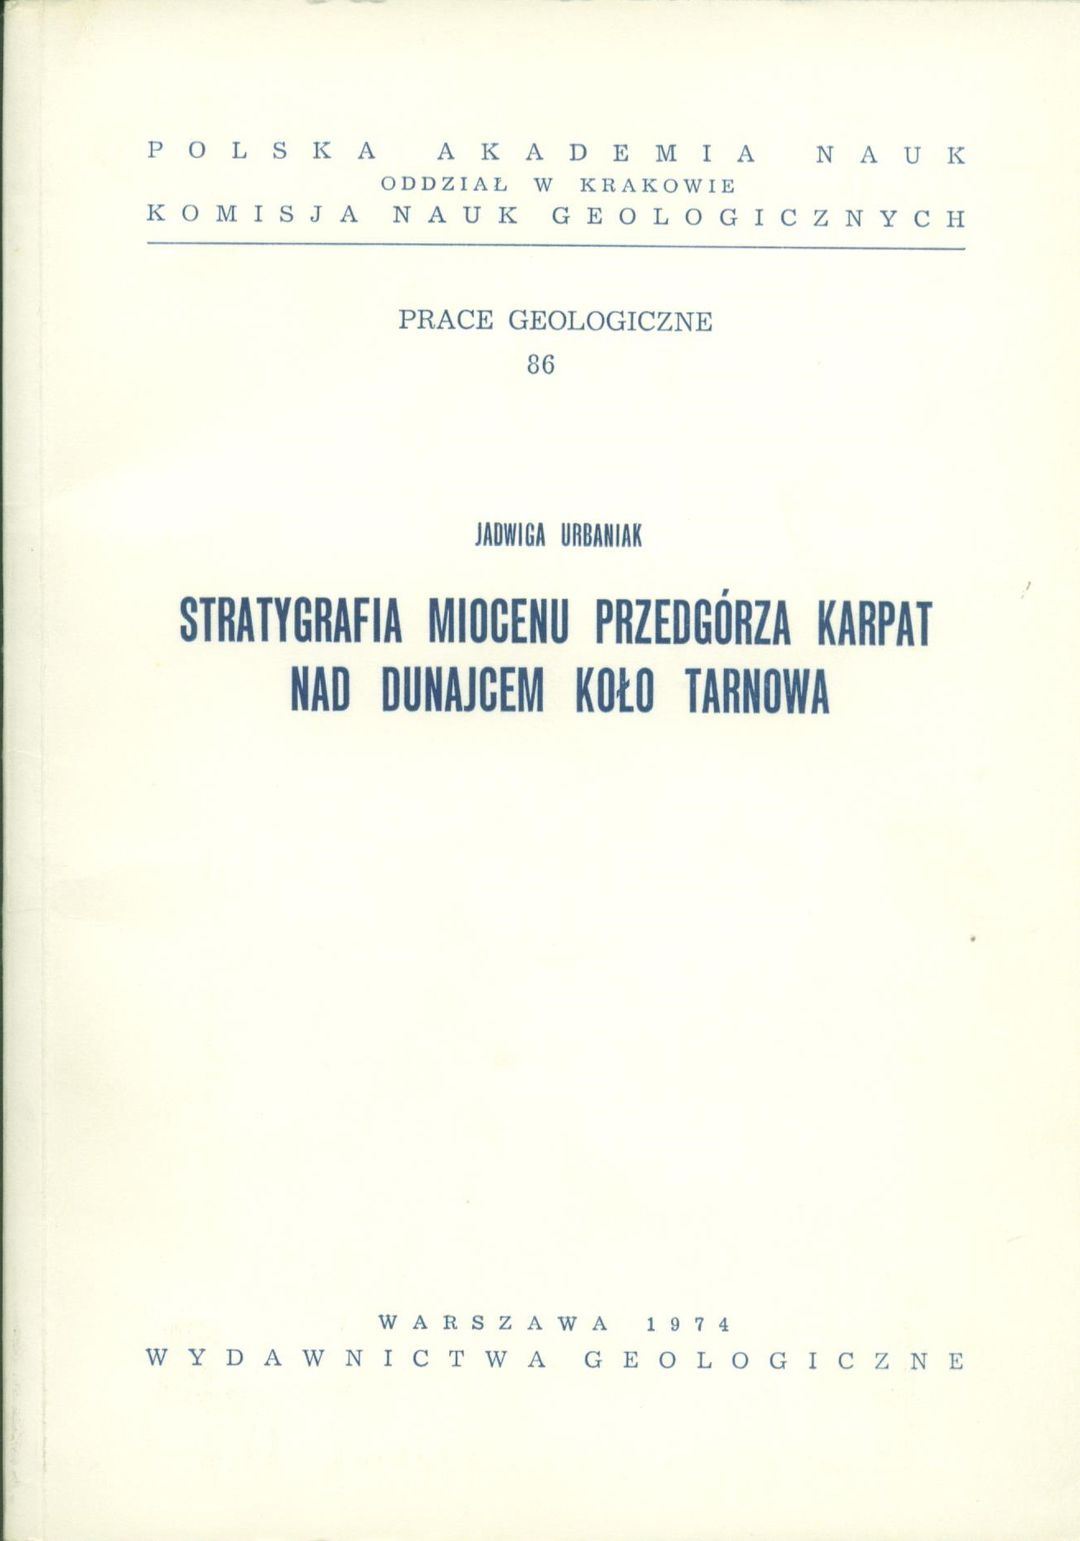 POLSKA AKADEMIA NAUK
ODDZIAŁ W KRAKOWIE
KOMISJA NAUK GEOLOGICZNYCH
PRACE GEOLOGICZNE
86
JADWIGA URBANIAK
STRATYGRAFIA MIOCENU PRZEDGÓRZA KARPAT
NAD DUNAJCEM KOŁO TARNOWA
WARSZAWA 1974
WYDAWNICTWA GEOLOGICZNE